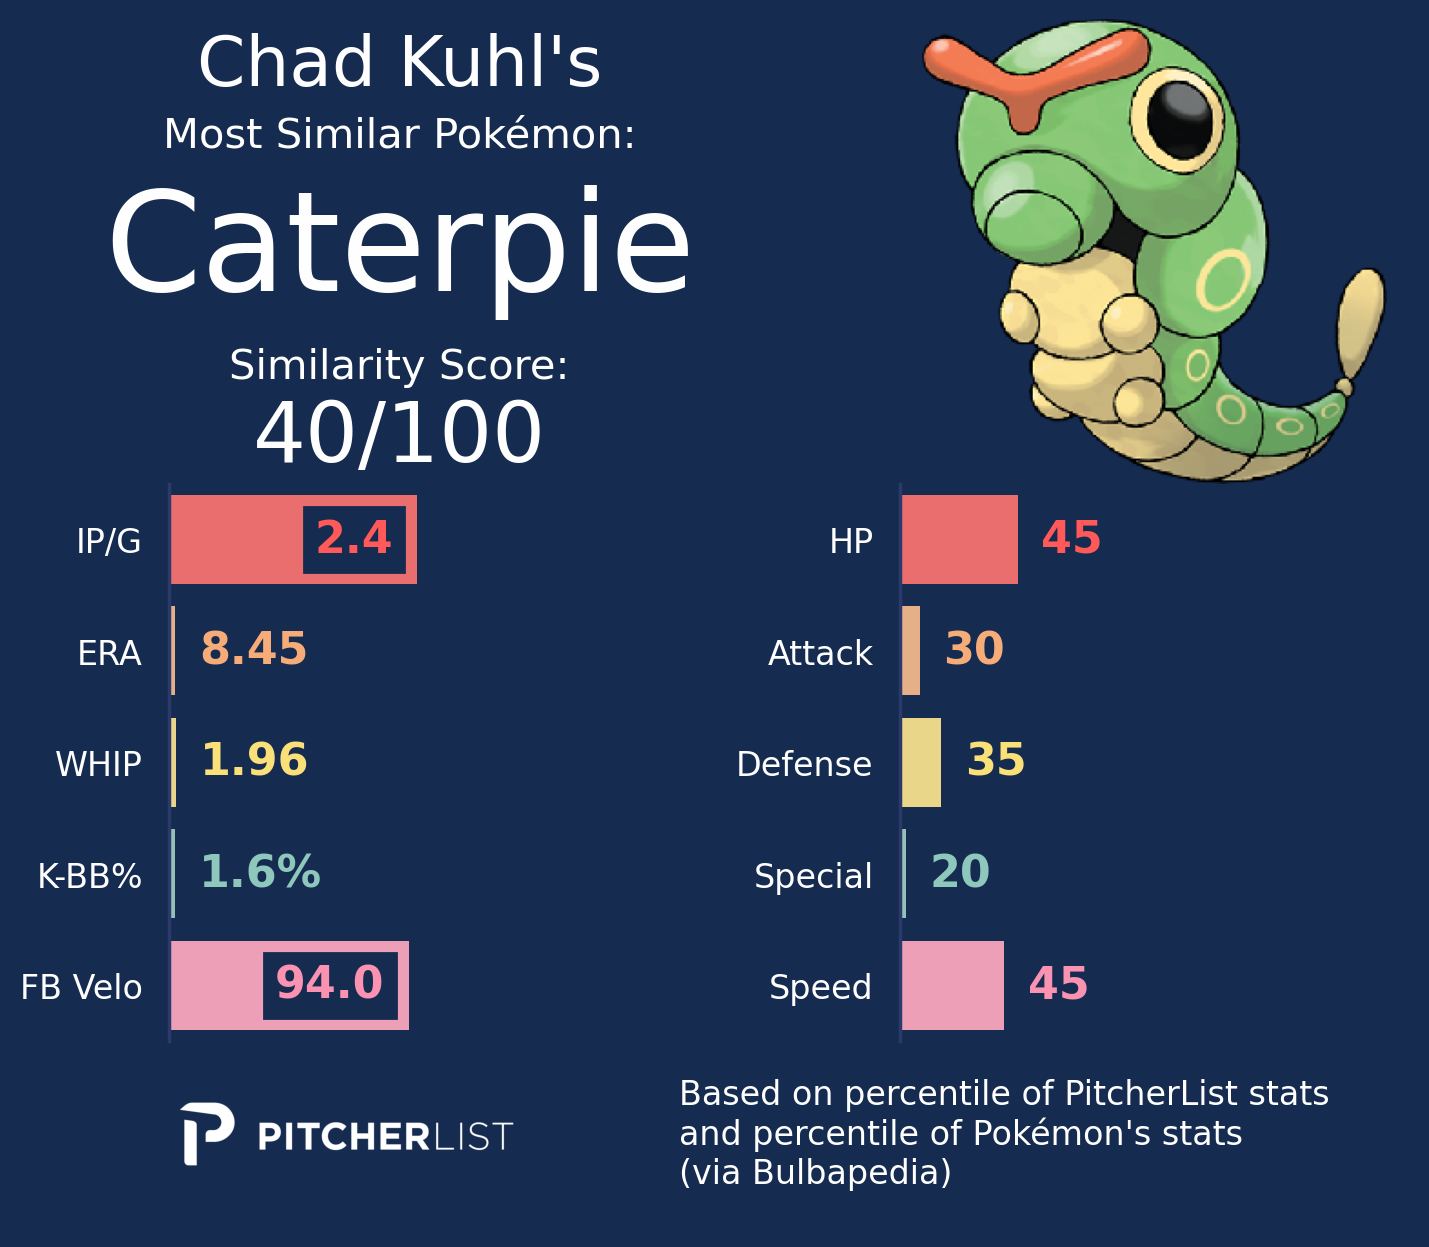 Chad Kuhl's
Most Similar Pokémon:
Caterpie
Similarity Score:
40/100
IP/G 2.4
ERA 8.45
WHIP 1.96
K-BB% 1.6%
FB Velo 94.0
HP 45
Attack 30
Defense 35
Special 20
Speed 45
PITCHERLIST
Based on percentile of PitcherList stats
and percentile of Pokémon's stats
(via Bulbapedia)